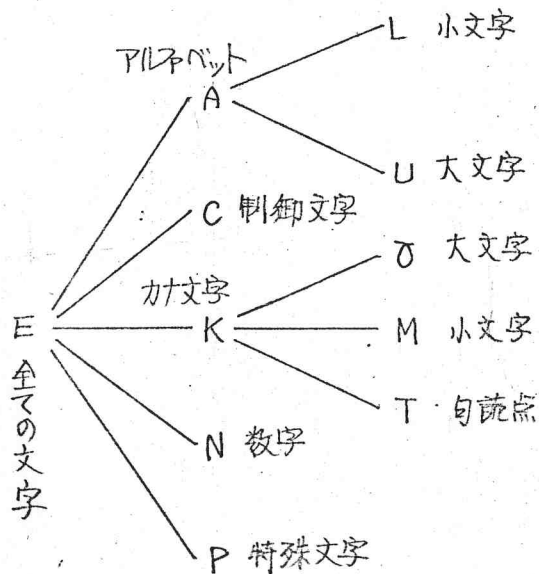 L 小文字
アルファベット
A
U 大文字
C 制御文字
O 大文字
カナ文字
E
K
M 小文字
全ての文字
T 句読点
N 数字
P 特殊文字